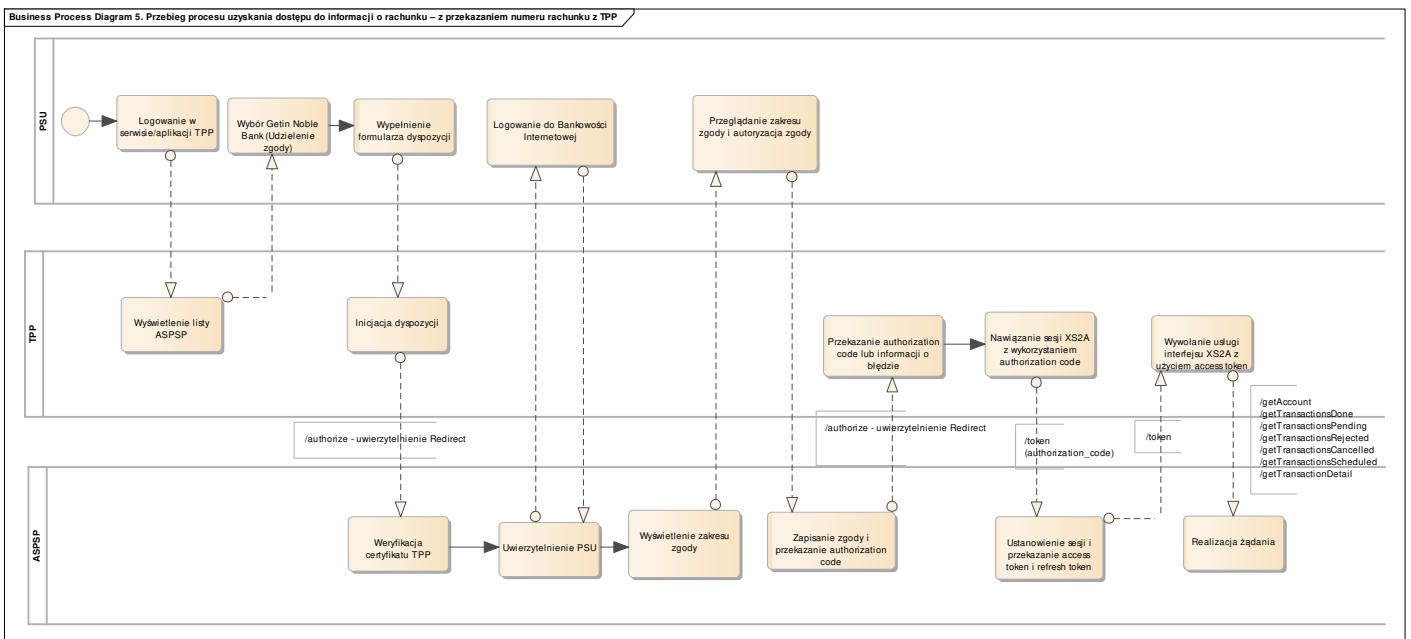 Business Process Diagram 5. Przebieg procesu uzyskania dostępu do informacji o rachunku – z przekazaniem numeru rachunku z TPP
PSU
Logowanie w
serwisie/aplikacji TPP
Wybór Getin Noble
Bank (Udzielenie
zgody)
Wypełnienie
formularza dyspozycji
Logowanie do Bankowości
Internetowej
Przeglądanie zakresu
zgody i autoryzacja zgody
TPP
Wyświetlenie listy
ASPSP
Inicjacja dyspozycji
Przekazanie authorization
code lub informacji o
błędzie
Nawiązanie sesji XS2A
z wykorzystaniem
authorization code
Wywołanie usługi
interfejsu XS2A z
użyciem access token
/authorize - uwierzytelnienie Redirect
/authorize - uwierzytelnienie Redirect
/token
(authorization_code)
/token
/getAccount
/getTransactionsDone
/getTransactionsPending
/getTransactionsRejected
/getTransactionsCancelled
/getTransactionsScheduled
/getTransactionDetail
ASPSP
Weryfikacja
certyfikatu TPP
Uwierzytelnienie PSU
Wyświetlenie zakresu
zgody
Zapisanie zgody i
przekazanie authorization
code
Ustanowienie sesji i
przekazanie access
token i refresh token
Realizacja żądania